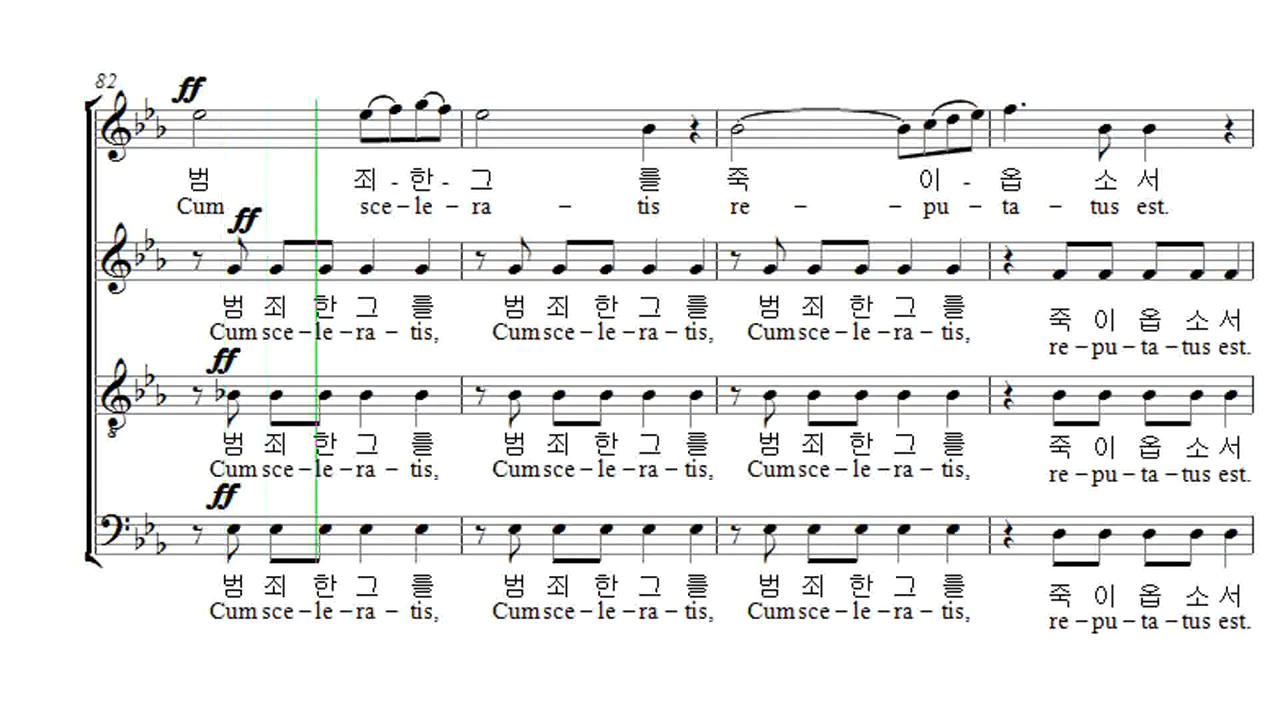 82
ff
범 죄 - 한 - 그 를 죽 이 - 옵 소 서
Cum sce – le – ra – tis re – – pu – ta – tus est.
ff
범 죄 한 그 를 범 죄 한 그 를 범 죄 한 그 를 죽 이 옵 소 서
Cum sce – le – ra – tis, Cum sce – le – ra – tis, Cum sce – le – ra – tis, re – pu – ta – tus est.
ff
8
범 죄 한 그 를 범 죄 한 그 를 범 죄 한 그 를 죽 이 옵 소 서
Cum sce – le – ra – tis, Cum sce – le – ra – tis, Cum sce – le – ra – tis, re – pu – ta – tus est.
ff
범 죄 한 그 를 범 죄 한 그 를 범 죄 한 그 를 죽 이 옵 소 서
Cum sce – le – ra – tis, Cum sce – le – ra – tis, Cum sce – le – ra – tis, re – pu – ta – tus est.